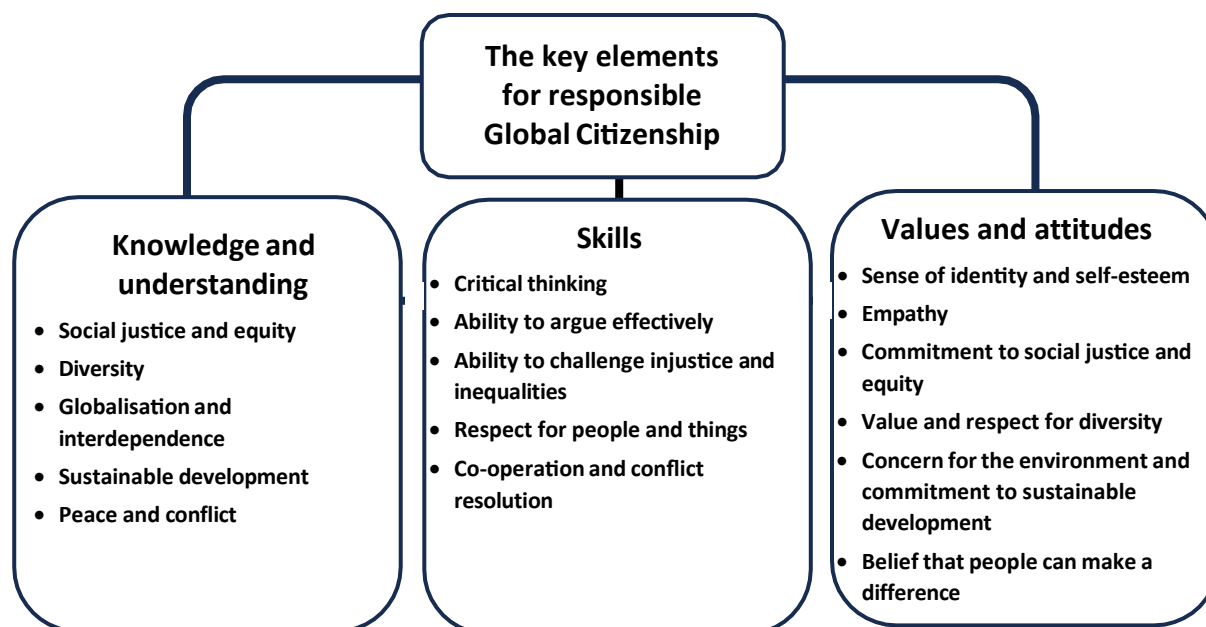 The key elements
for responsible
Global Citizenship
Knowledge and
understanding
• Social justice and equity
• Diversity
• Globalisation and
interdependence
• Sustainable development
• Peace and conflict
Skills
• Critical thinking
• Ability to argue effectively
• Ability to challenge injustice and
inequalities
• Respect for people and things
• Co-operation and conflict
resolution
Values and attitudes
• Sense of identity and self-esteem
• Empathy
• Commitment to social justice and
equity
• Value and respect for diversity
• Concern for the environment and
commitment to sustainable
development
• Belief that people can make a
difference